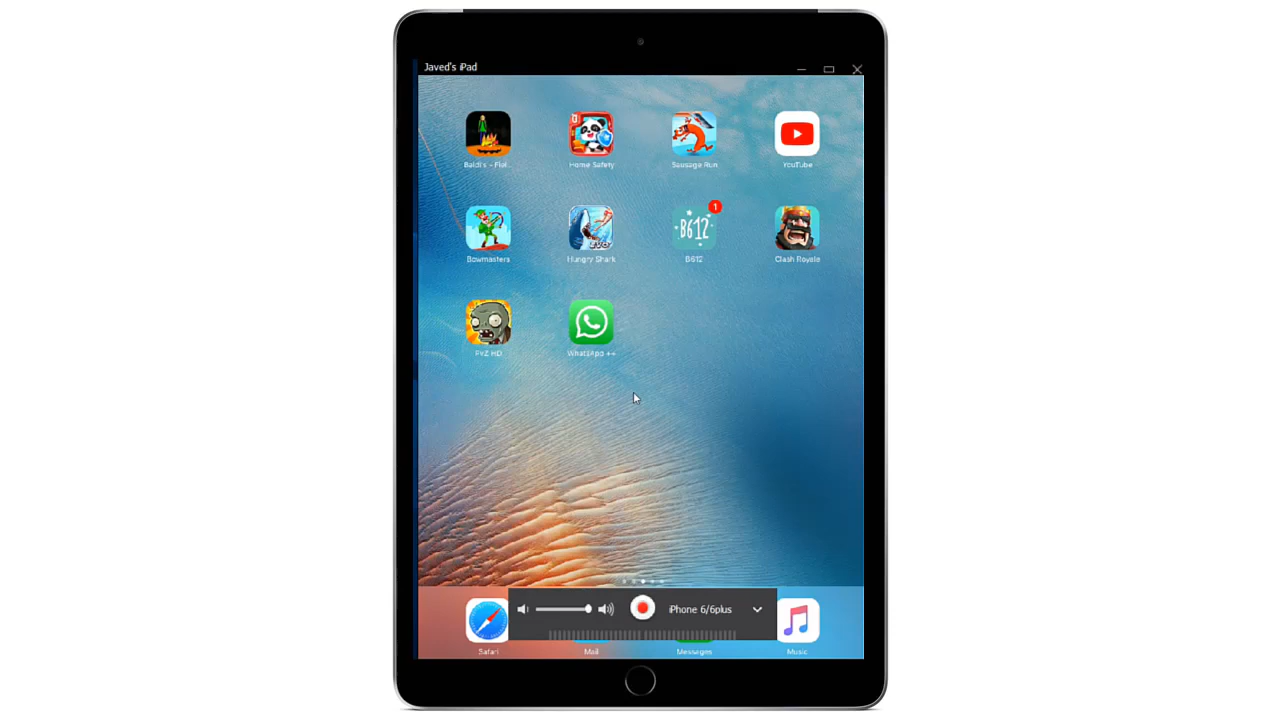 Javed's iPad
Baldi's - Fiel...
Home Safety
Sausage Run
YouTube
Bowmasters
Hungry Shark
B612
1
B612
Clash Royale
PvZ HD
WhatsApp ++
iPhone 6/6plus
Safari
Mail
Messages
Music